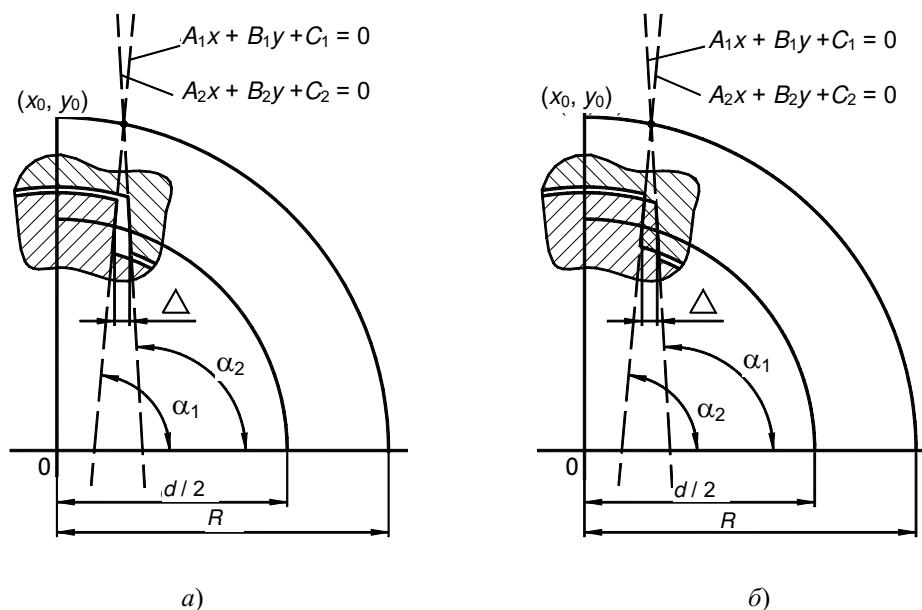 A₁x + B₁y +C₁ = 0
A₂x + B₂y +C₂ = 0
(x₀, y₀)
Δ
α₂
α₁
0
d / 2
R
а)
A₁x + B₁y +C₁ = 0
A₂x + B₂y +C₂ = 0
(x₀, y₀)
Δ
α₁
α₂
0
d / 2
R
б)